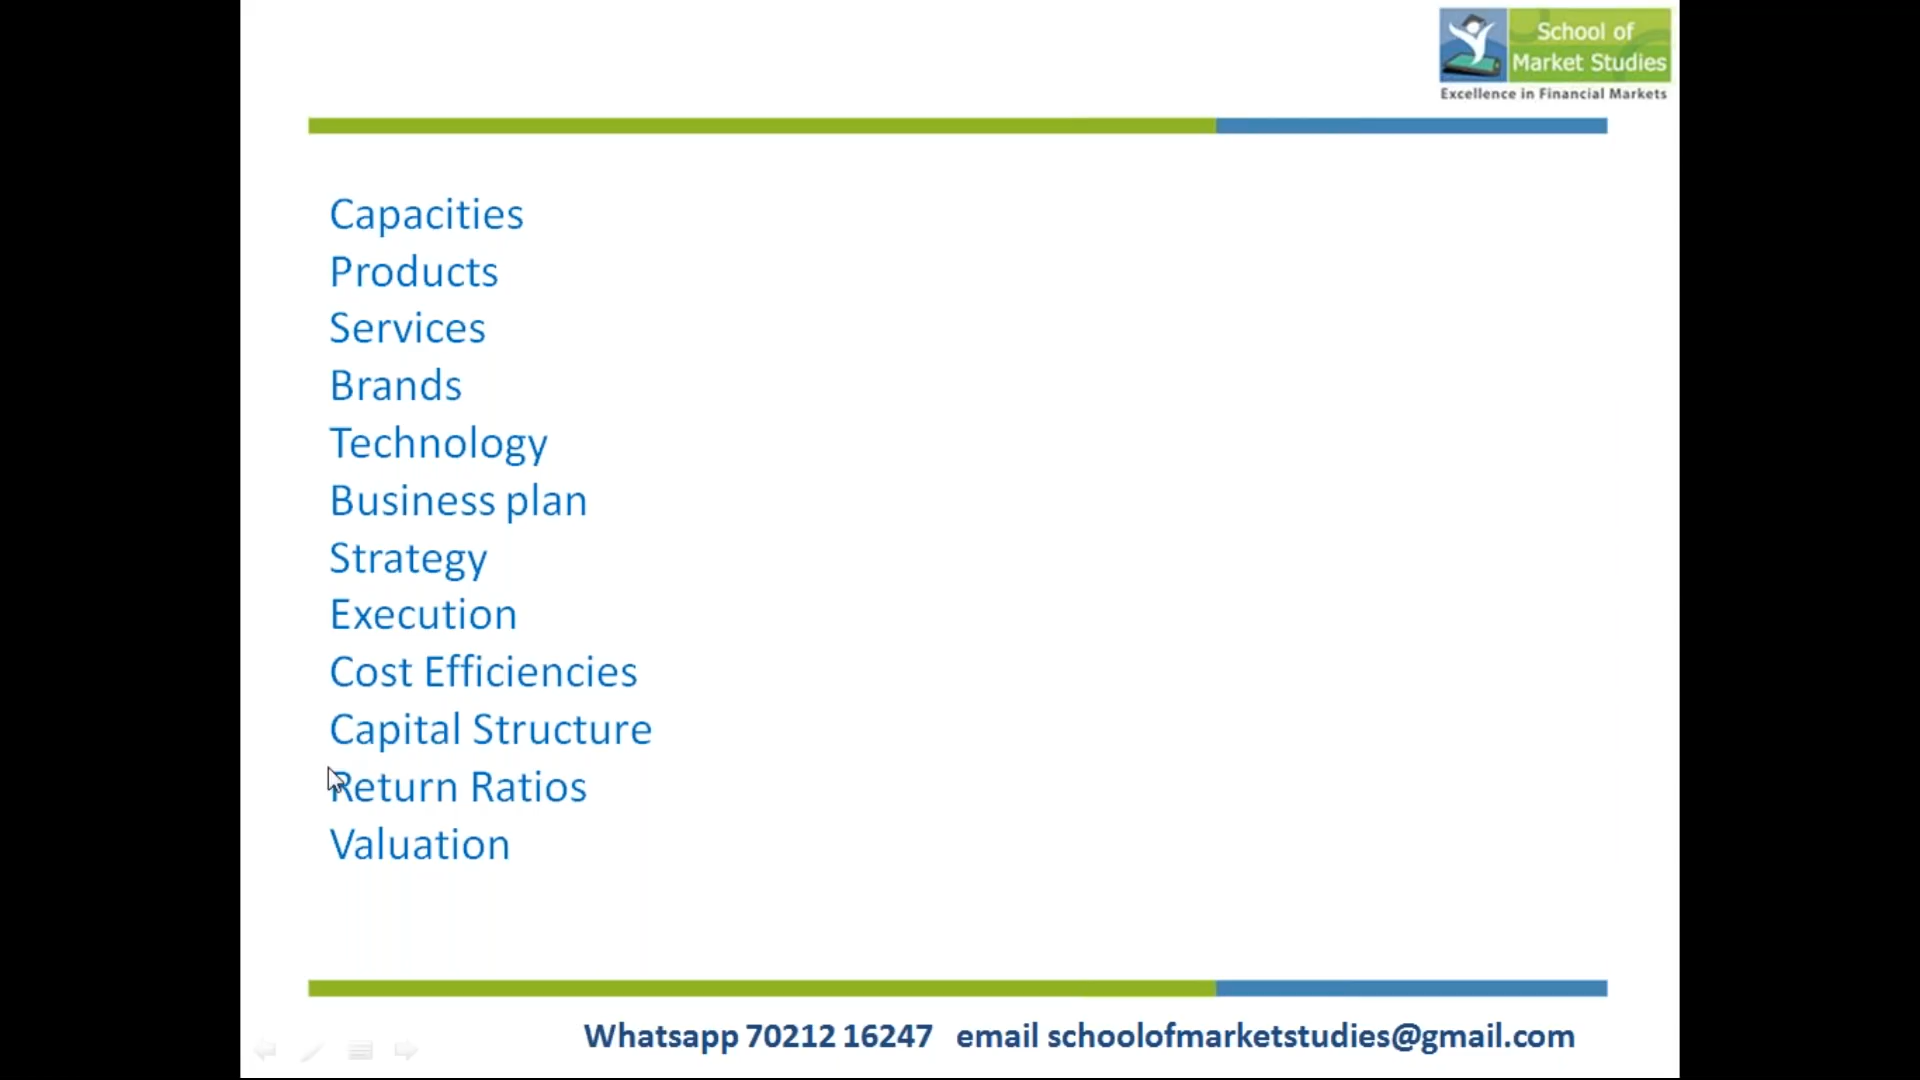 School of
Market Studies
Excellence in Financial Markets
Capacities
Products
Services
Brands
Technology
Business plan
Strategy
Execution
Cost Efficiencies
Capital Structure
Return Ratios
Valuation
Whatsapp 70212 16247 email schoolofmarketstudies@gmail.com